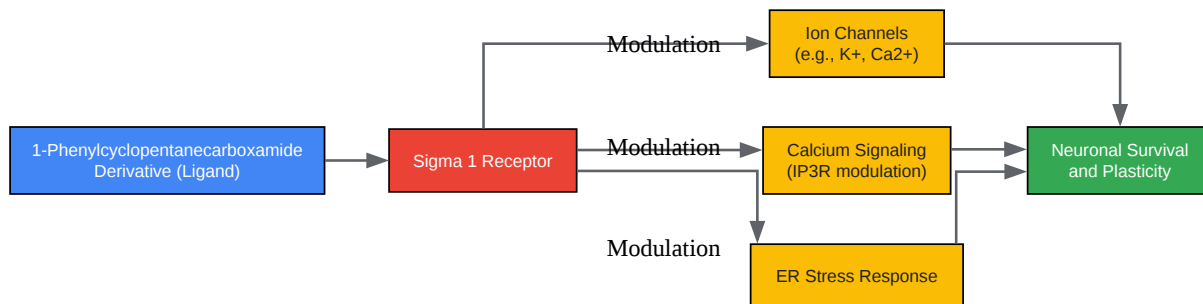 Modulation
Ion Channels
(e.g., K+, Ca2+)
1-Phenylcyclopentanecarboxamide
Derivative (Ligand)
Sigma 1 Receptor
Modulation
Calcium Signaling
(IP3R modulation)
Neuronal Survival
and Plasticity
Modulation
ER Stress Response